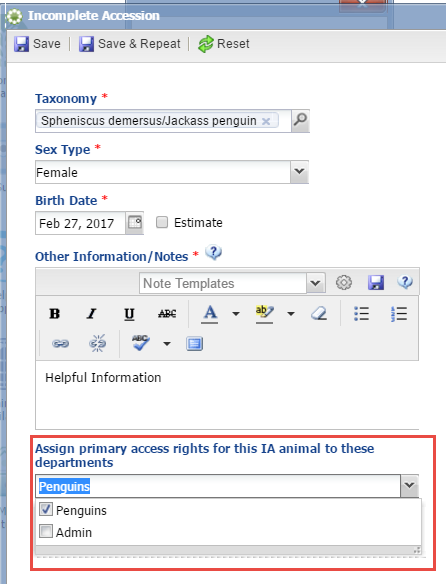 Incomplete Accession
Save Save & Repeat Reset
Taxonomy *
Spheniscus demersus/Jackass penguin
Sex Type *
Female
Birth Date *
Feb 27, 2017 Estimate
Other Information/Notes *
Note Templates
B I U ABC A ab
ABC
Helpful Information
Assign primary access rights for this IA animal to these
departments
Penguins
Penguins
Admin